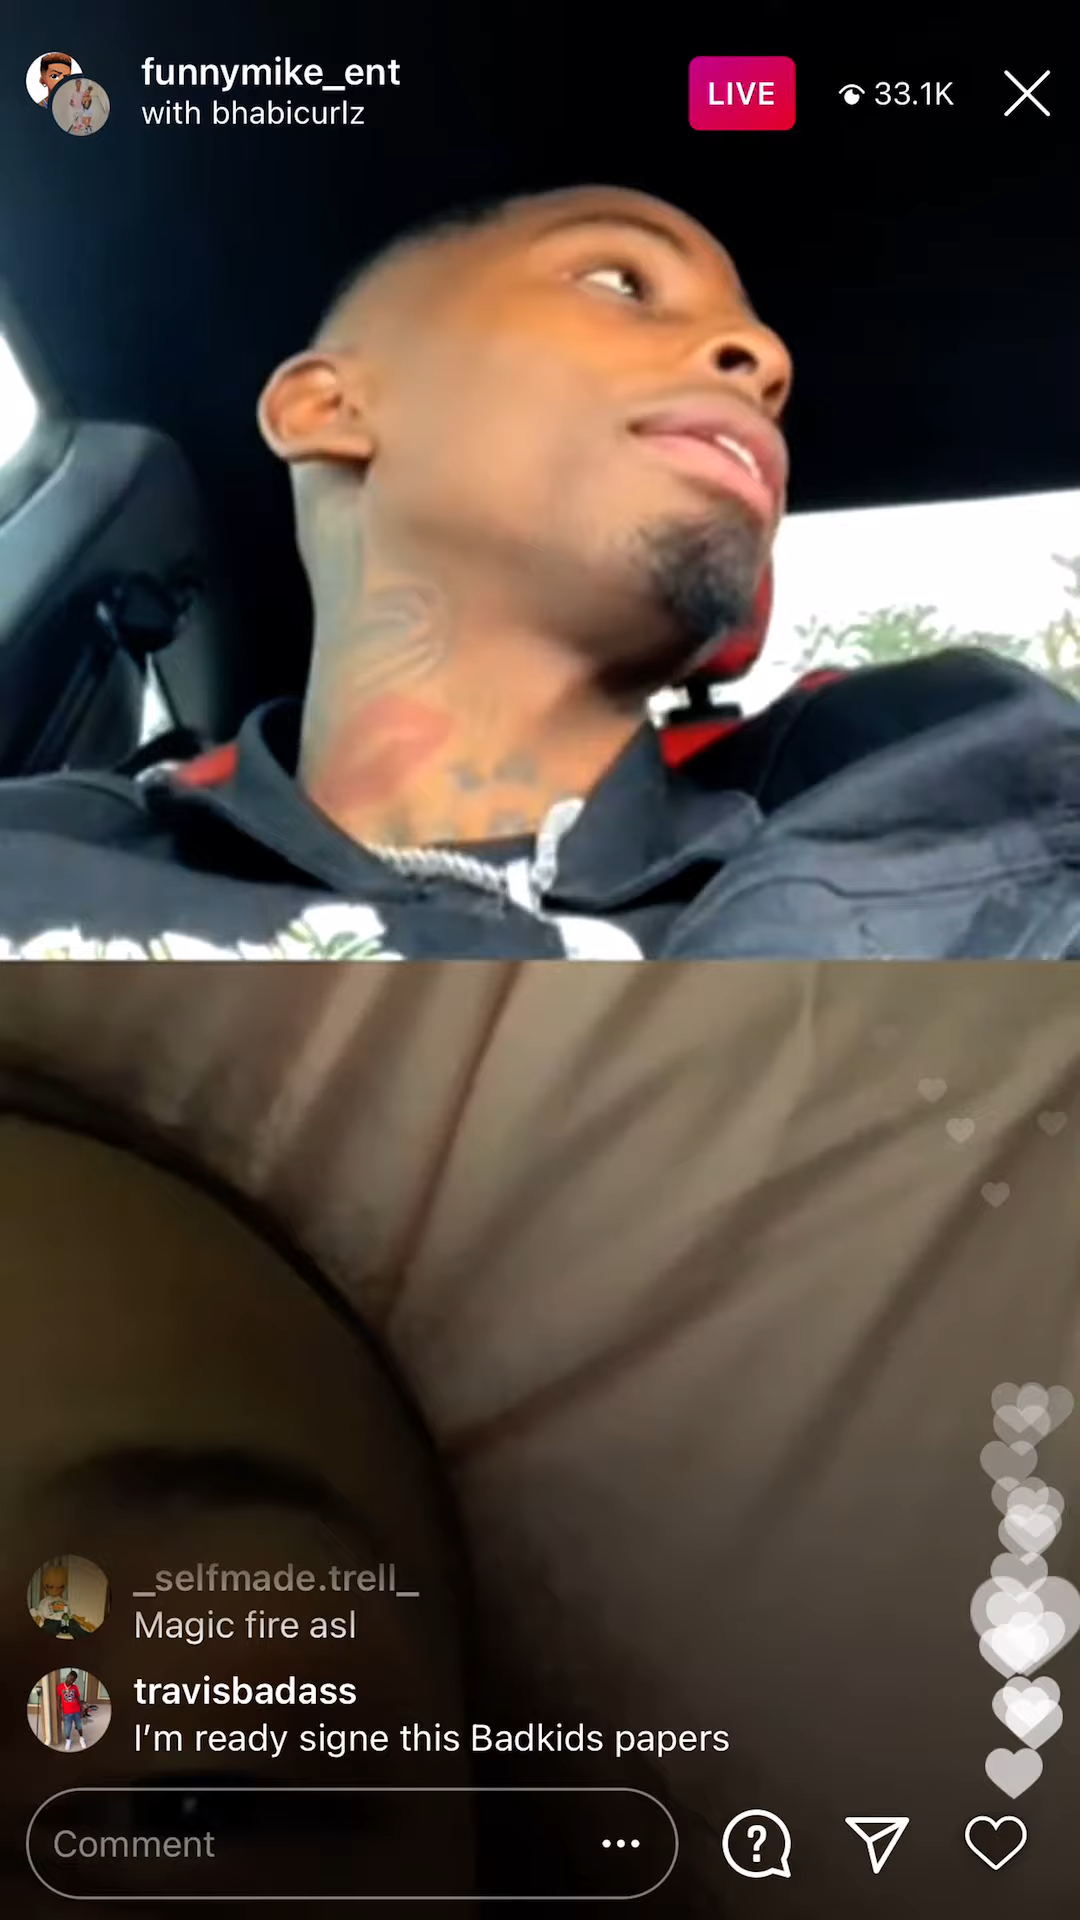 funnymike_ent
with bhabicurlz
LIVE
33.1K
_selfmade.trell_
Magic fire asl
travisbadass
I’m ready signe this Badkids papers
Comment